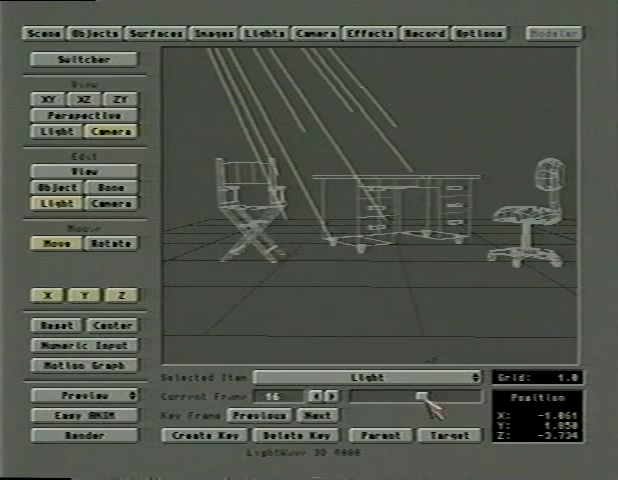 Scene Objects Surfaces Images Lights Camera Effects Record Options Modeler
Switcher
View
XY XZ ZY
Perspective
Light Camera
Edit
View
Object Bone
Light Camera
Mouse
Move Rotate
X Y Z
Reset Center
Numeric Input
Motion Graph
Selected Item Light Grid: 1.0
Preview Current Frame 16 Position
Easy ANIM Key Frame Previous Next X: -1.061
Y: 1.850
Render Create Key Delete Key Parent Target Z: -3.734
LightWave 3D 4000